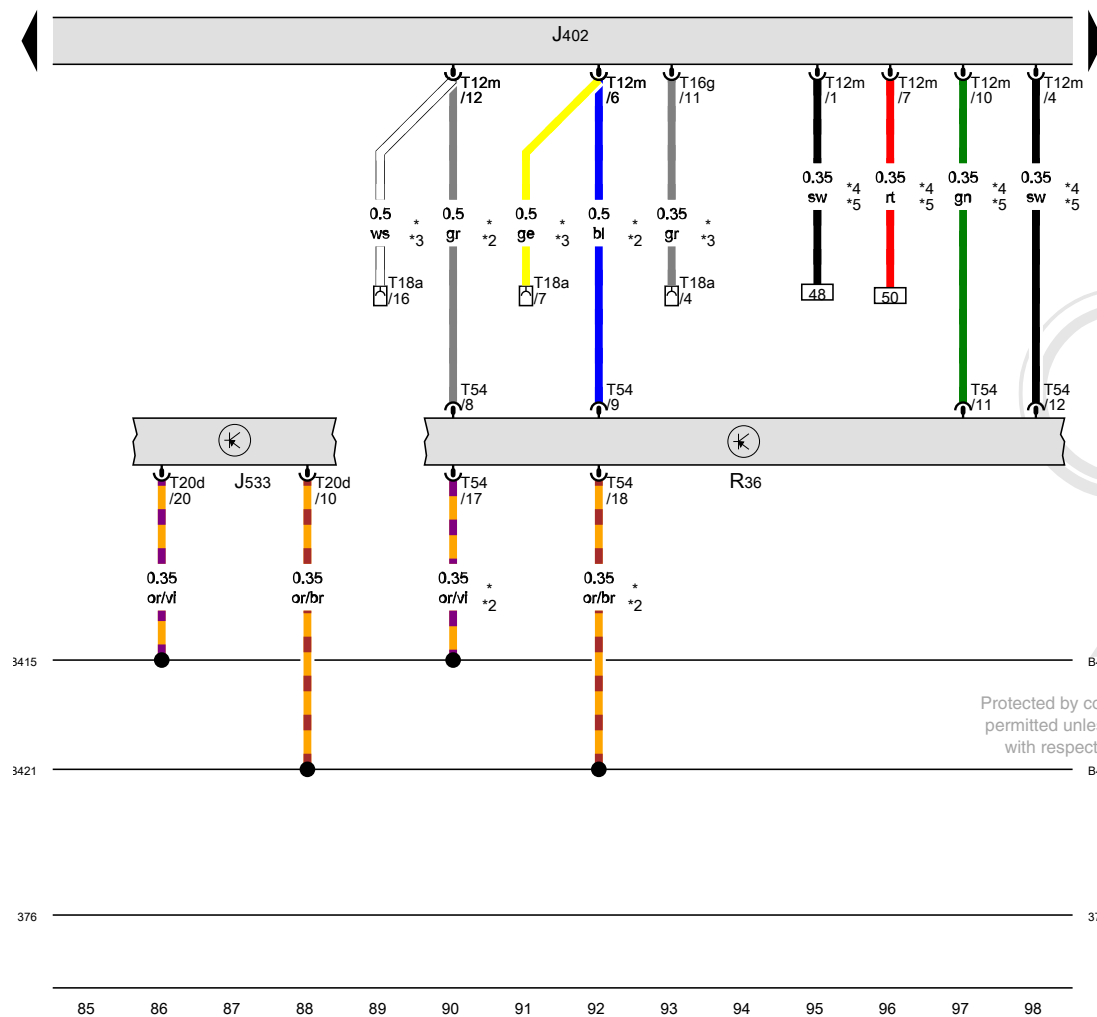 J402
T12m /12
T12m /6
T16g /11
T12m /1
T12m /7
T12m /10
T12m /4
0.5 ws * *3
0.5 gr * *2
0.5 ge * *3
0.5 bl * *2
0.35 gr * *3
0.35 sw *4 *5
0.35 rt *4 *5
0.35 gn *4 *5
0.35 sw *4 *5
T18a /16
T18a /7
T18a /4
48
50
T54 /8
T54 /9
T54 /11
T54 /12
J533
R36
T20d /20
T20d /10
T54 /17
T54 /18
0.35 or/vi
0.35 or/br
0.35 or/vi * *2
0.35 or/br * *2
3415
Protected by
permitted
with respect
3421
376
85 86 87 88 89 90 91 92 93 94 95 96 97 98